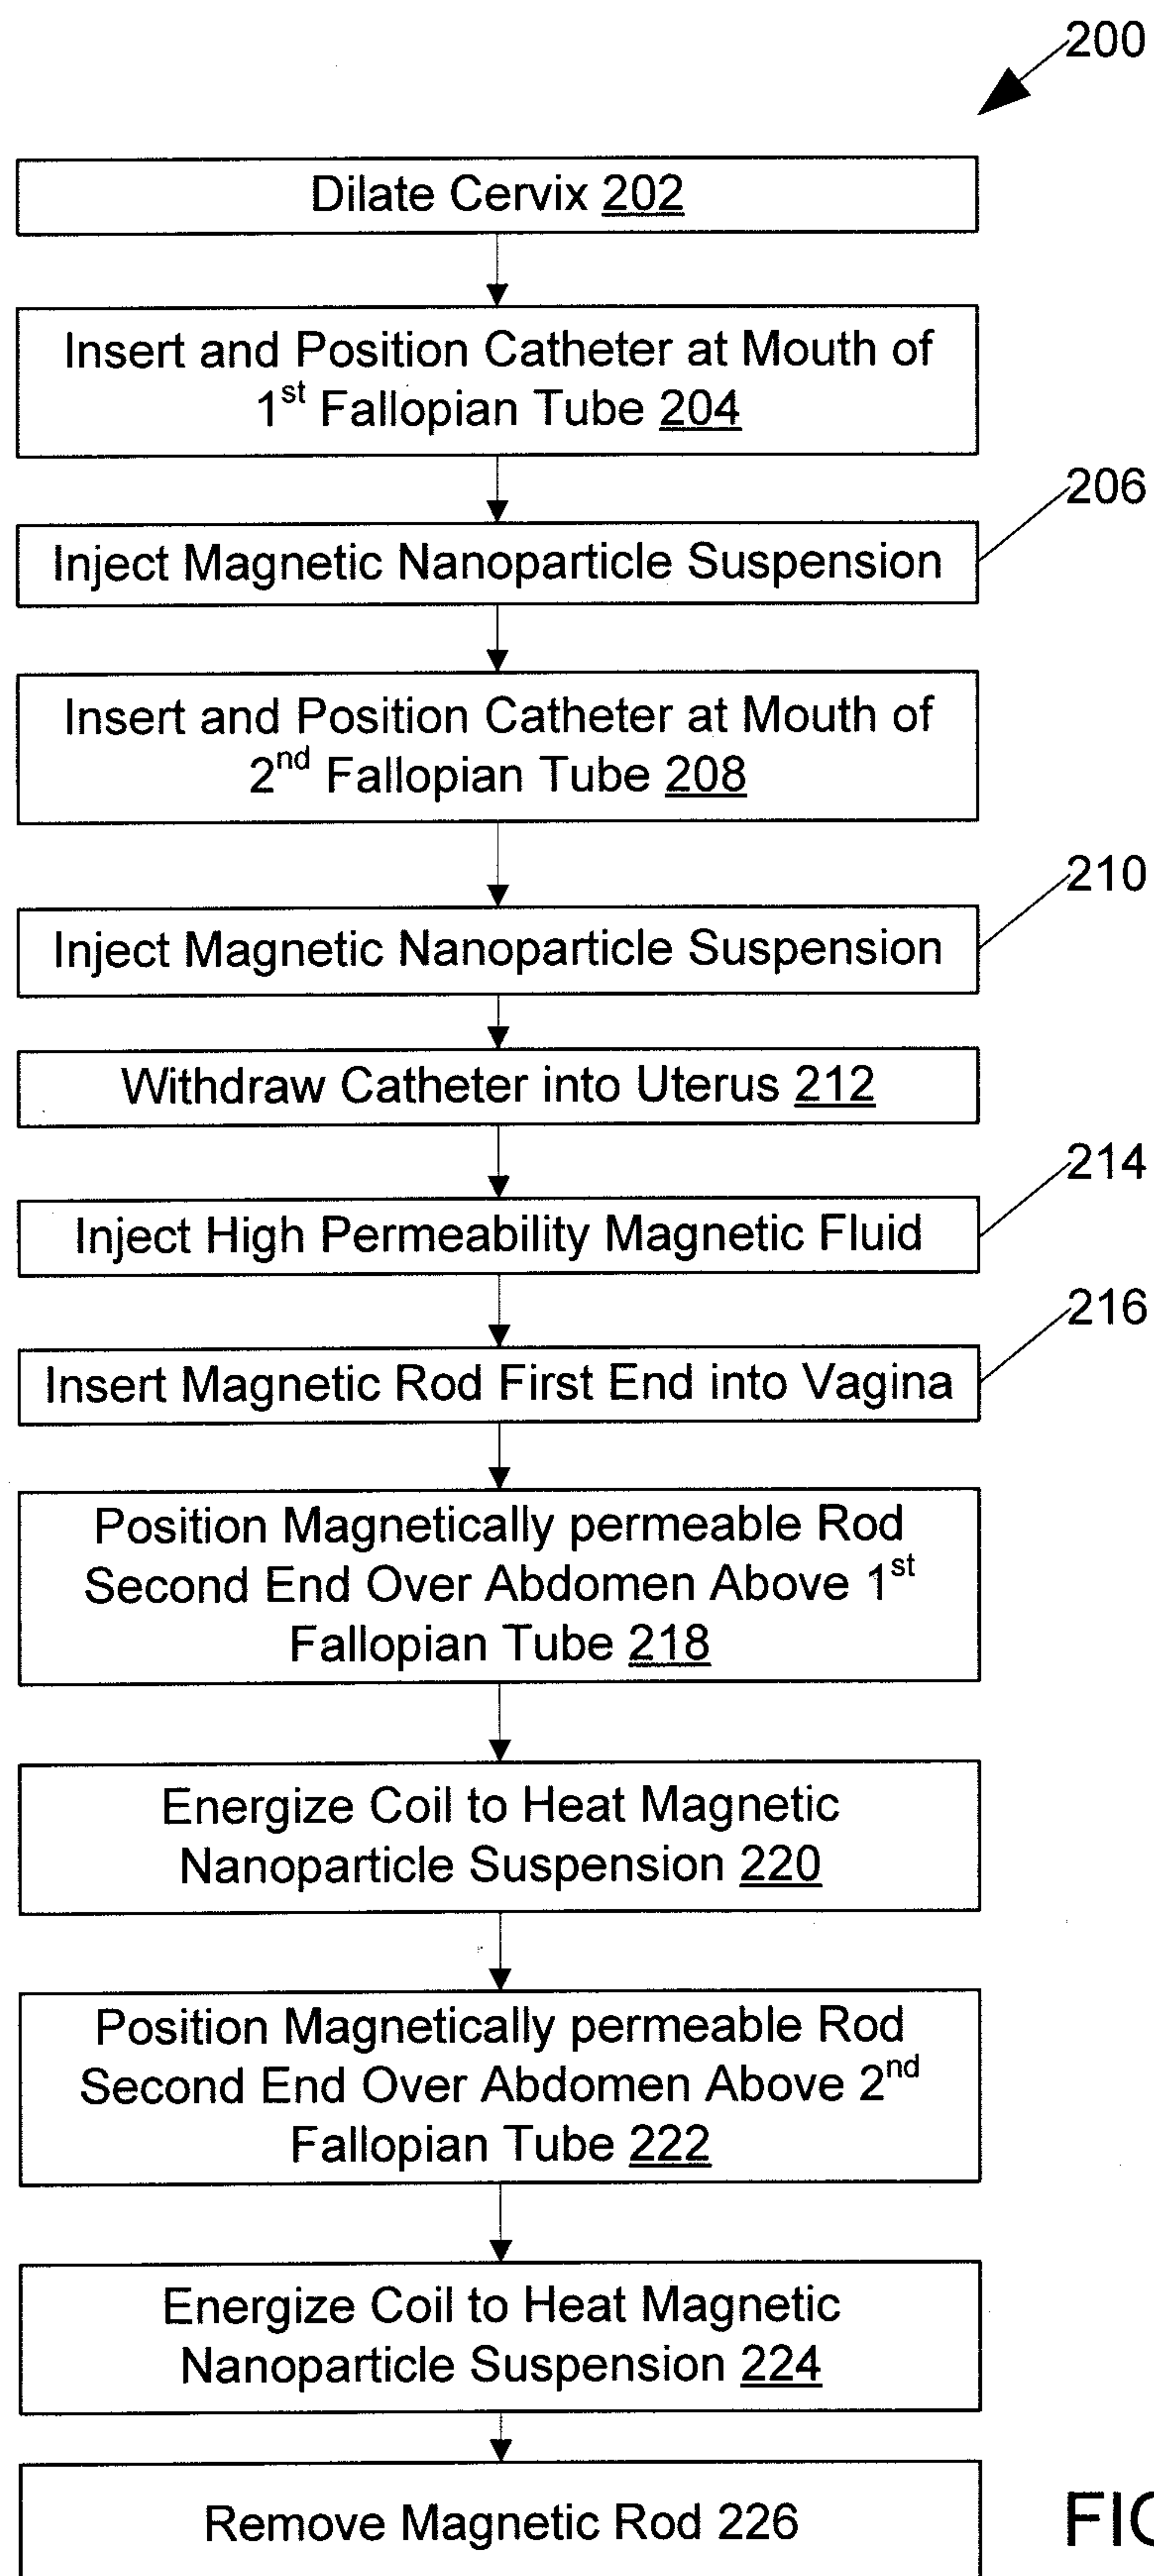 200
Dilate Cervix 202
Insert and Position Catheter at Mouth of
1st Fallopian Tube 204
206
Inject Magnetic Nanoparticle Suspension
Insert and Position Catheter at Mouth of
2nd Fallopian Tube 208
210
Inject Magnetic Nanoparticle Suspension
Withdraw Catheter into Uterus 212
214
Inject High Permeability Magnetic Fluid
216
Insert Magnetic Rod First End into Vagina
Position Magnetically permeable Rod
Second End Over Abdomen Above 1st
Fallopian Tube 218
Energize Coil to Heat Magnetic
Nanoparticle Suspension 220
Position Magnetically permeable Rod
Second End Over Abdomen Above 2nd
Fallopian Tube 222
Energize Coil to Heat Magnetic
Nanoparticle Suspension 224
Remove Magnetic Rod 226